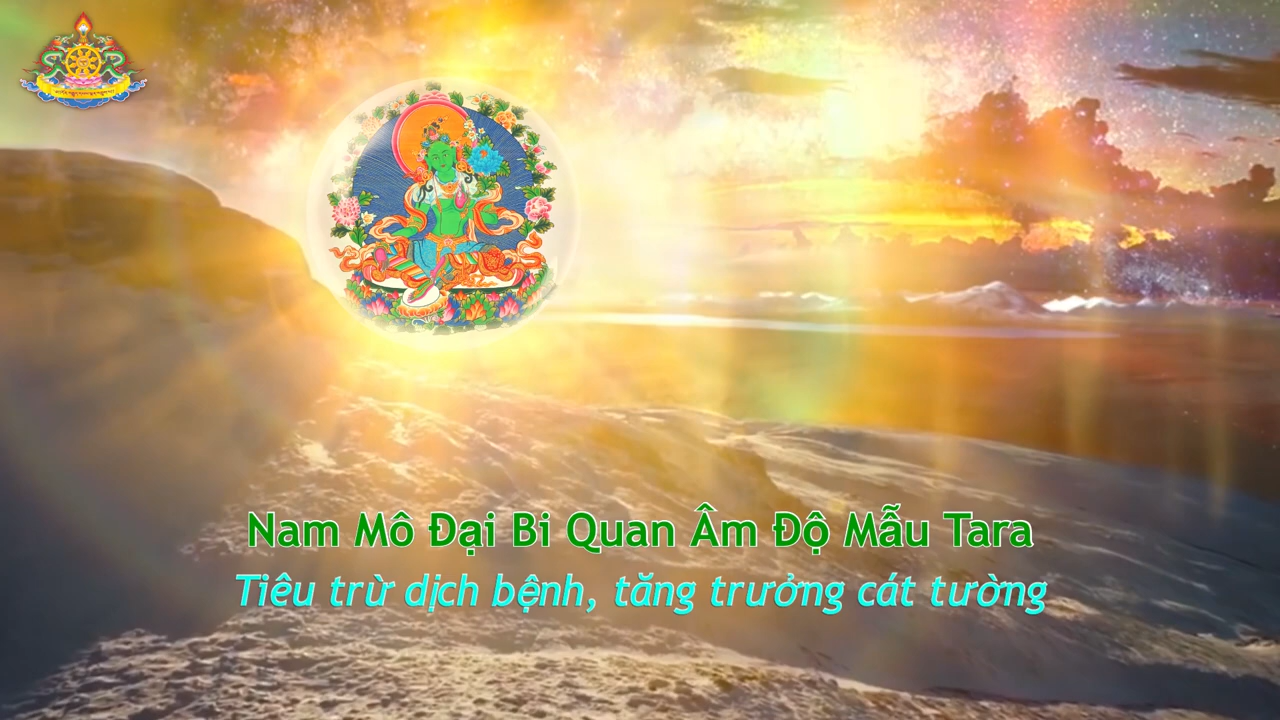 Nam Mô Đại Bi Quan Âm Độ Mẫu Tara
Tiêu trừ dịch bệnh, tăng trưởng cát tường